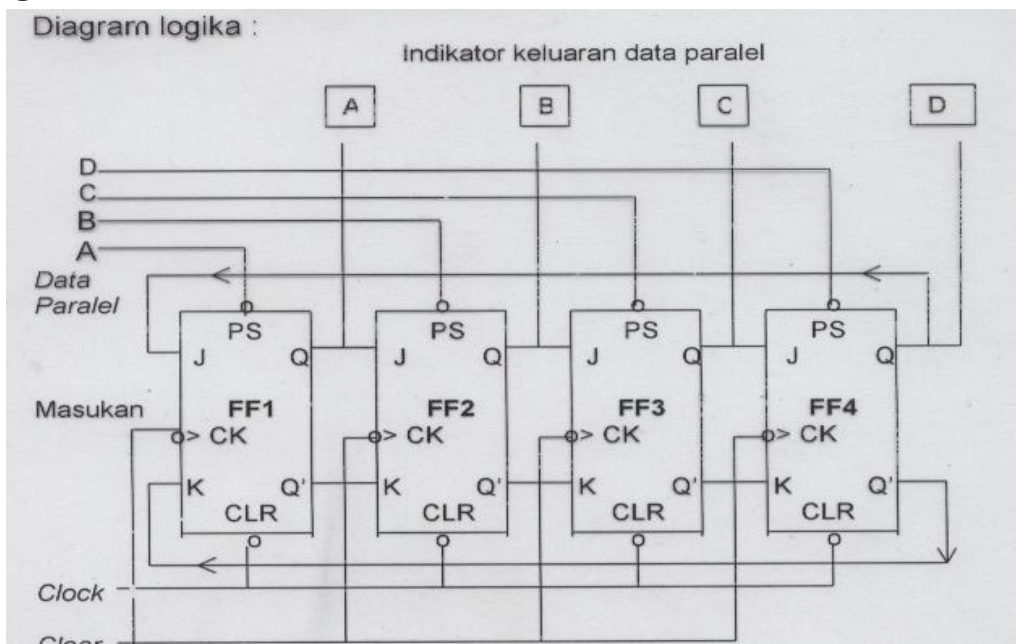 Diagram logika :
Indikator keluaran data paralel
A B C D
D
C
B
A
Data
Paralel
PS PS PS PS
J Q J Q J Q J Q
Masukan FF1 FF2 FF3 FF4
> CK > CK > CK > CK
K Q' K Q' K Q' K Q'
CLR CLR CLR CLR
Clock